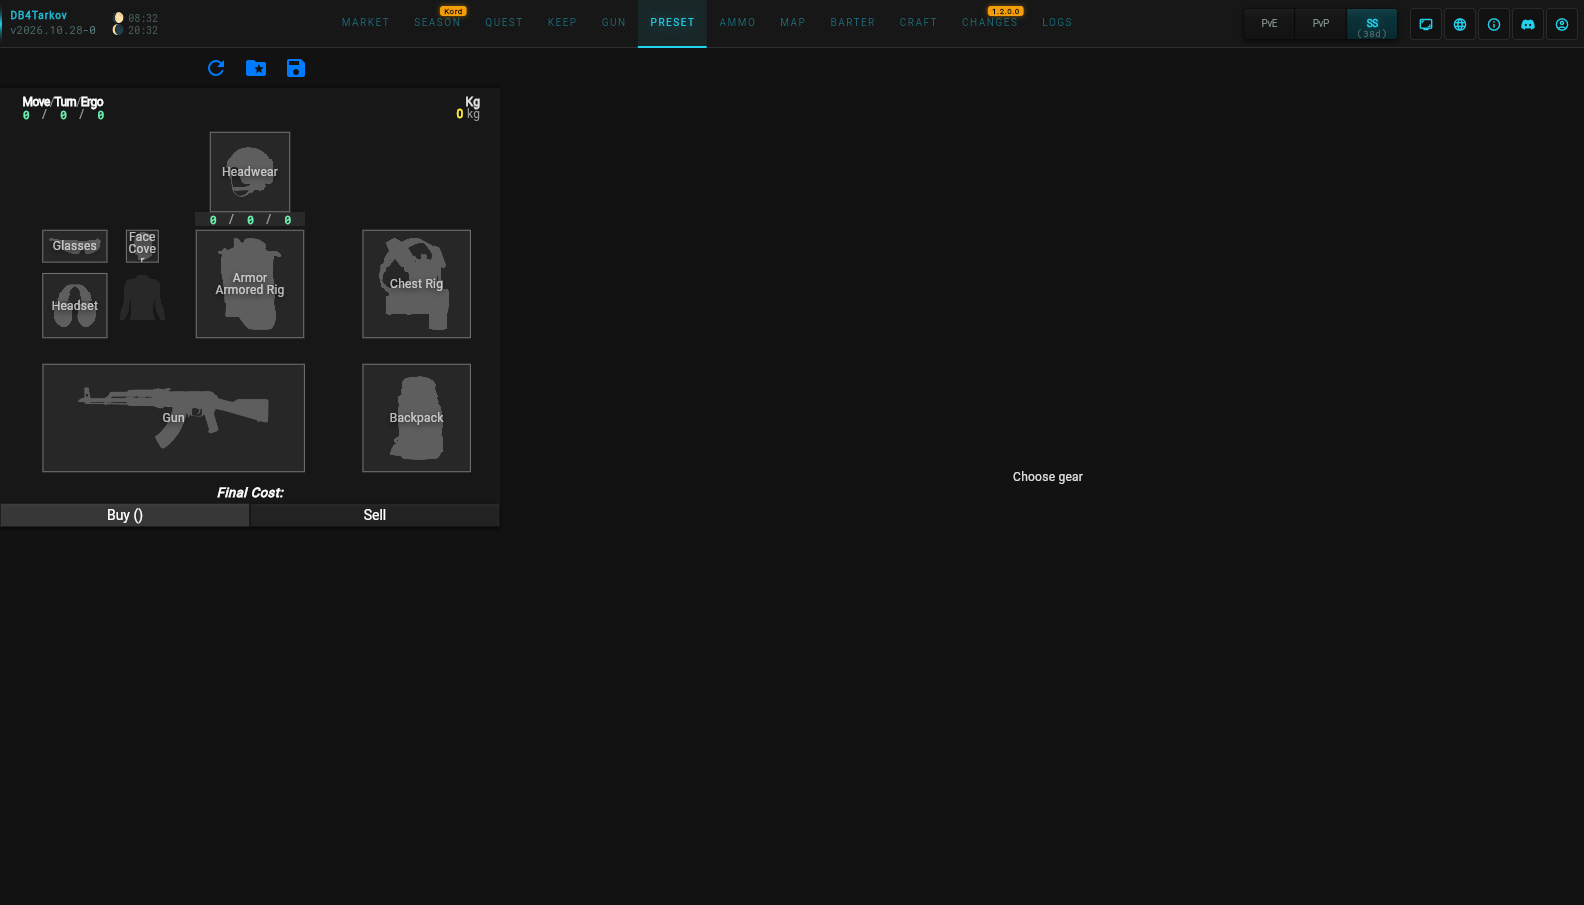 DB4Tarkov
v2026.10.28-0
08:32
20:32
MARKET
SEASON
Kord
QUEST
KEEP
GUN
PRESET
AMMO
MAP
BARTER
CRAFT
CHANGES
1.2.0.0
LOGS
PvE
PvP
SS
(38d)
Move/Turn/Ergo
0 / 0 / 0
Kg
0 kg
Headwear
0 / 0 / 0
Glasses
Face
Cove
r
Armor
Armored Rig
Chest Rig
Headset
Gun
Backpack
Final Cost:
Buy ()
Sell
Choose gear